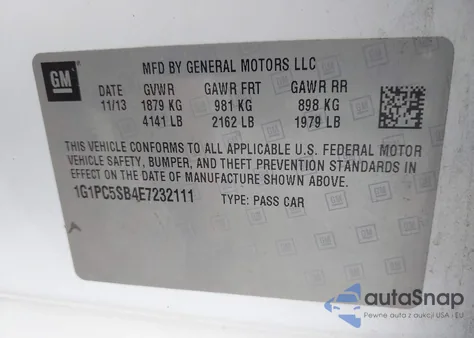 GM
MFD BY GENERAL MOTORS LLC
DATE GVWR GAWR FRT GAWR RR
11/13 1879 KG 981 KG 898 KG
4141 LB 2162 LB 1979 LB
THIS VEHICLE CONFORMS TO ALL APPLICABLE U.S. FEDERAL MOTOR
VEHICLE SAFETY, BUMPER, AND THEFT PREVENTION STANDARDS IN
EFFECT ON THE DATE OF MANUFACTURE SHOWN ABOVE.
1G1PC5SB4E7232111 TYPE: PASS CAR
autoSnap
Pewne auta z aukcji USA i EU